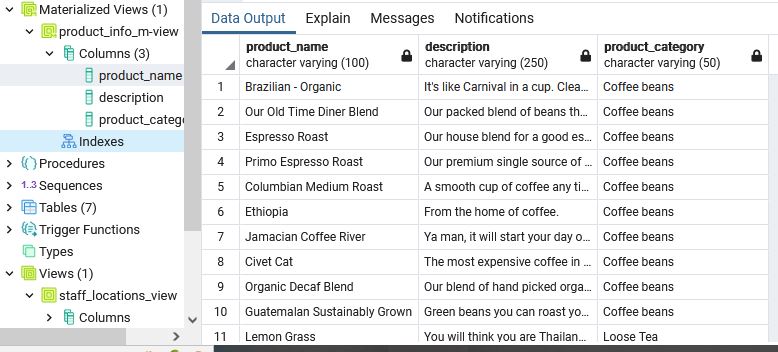 Materialized Views (1)
product_info_m-view
Columns (3)
product_name
description
product_categ
Indexes
Procedures
1.3 Sequences
Tables (7)
Trigger Functions
Types
Views (1)
staff_locations_view
Columns
Data Output Explain Messages Notifications
product_name description product_category
character varying (100) character varying (250) character varying (50)
1 Brazilian - Organic It's like Carnival in a cup. Clea... Coffee beans
2 Our Old Time Diner Blend Our packed blend of beans th... Coffee beans
3 Espresso Roast Our house blend for a good es... Coffee beans
4 Primo Espresso Roast Our premium single source of ... Coffee beans
5 Columbian Medium Roast A smooth cup of coffee any ti... Coffee beans
6 Ethiopia From the home of coffee. Coffee beans
7 Jamacian Coffee River Ya man, it will start your day o... Coffee beans
8 Civet Cat The most expensive coffee in ... Coffee beans
9 Organic Decaf Blend Our blend of hand picked orga... Coffee beans
10 Guatemalan Sustainably Grown Green beans you can roast yo... Coffee beans
11 Lemon Grass You will think you are Thailan... Loose Tea